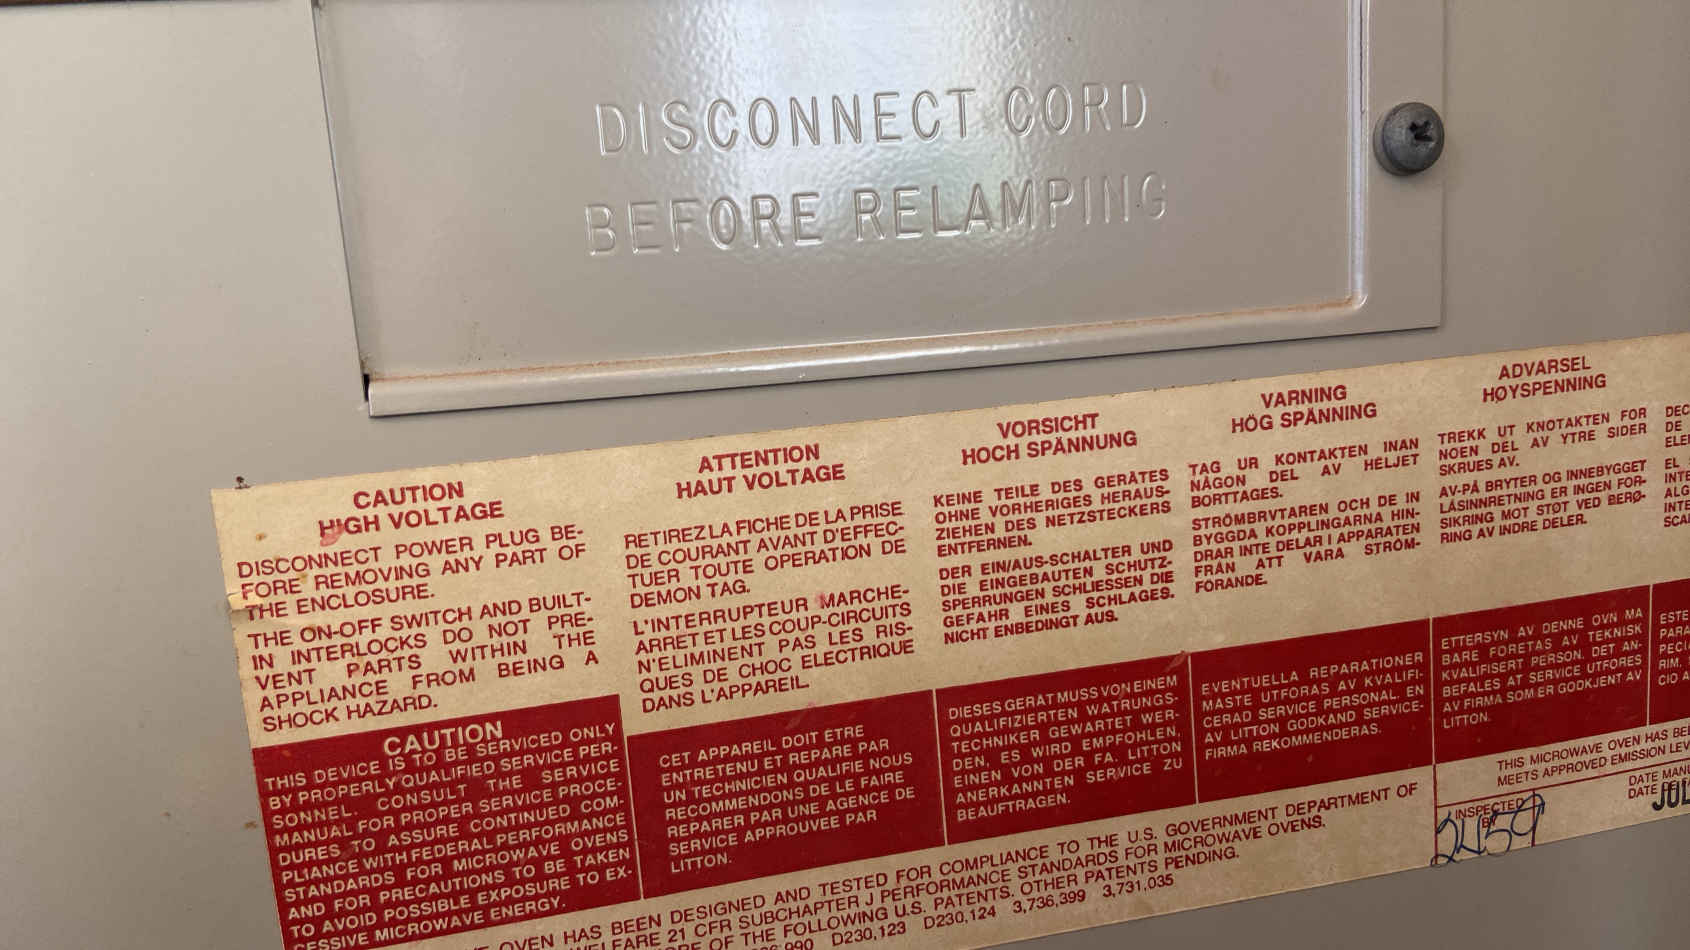 DISCONNECT CORD
BEFORE RELAMPING
CAUTION
HIGH VOLTAGE
DISCONNECT POWER PLUG BE-
FORE REMOVING ANY PART OF
THE ENCLOSURE.
THE ON-OFF SWITCH AND BUILT-
IN INTERLOCKS DO NOT PRE-
VENT PARTS WITHIN THE
APPLIANCE FROM BEING A
SHOCK HAZARD.
CAUTION
THIS DEVICE IS TO BE SERVICED ONLY
BY PROPERLY QUALIFIED SERVICE PER-
SONNEL. CONSULT THE SERVICE
MANUAL FOR PROPER SERVICE PROCE-
DURES TO ASSURE CONTINUED COM-
PLIANCE WITH FEDERAL PERFORMANCE
STANDARDS FOR MICROWAVE OVENS
AND FOR PRECAUTIONS TO BE TAKEN
TO AVOID POSSIBLE EXPOSURE TO EX-
CESSIVE MICROWAVE ENERGY.
ATTENTION
HAUT VOLTAGE
RETIREZ LA FICHE DE LA PRISE
DE COURANT AVANT D'EFFEC-
TUER TOUTE OPERATION DE
DEMON TAG.
L'INTERRUPTEUR MARCHE-
ARRET ET LES COUP-CIRCUITS
N'ELIMINENT PAS LES RIS-
QUES DE CHOC ELECTRIQUE
DANS L'APPAREIL.
CET APPAREIL DOIT ETRE
ENTRETENU ET REPARE PAR
UN TECHNICIEN QUALIFIE NOUS
RECOMMENDONS DE LE FAIRE
REPARER PAR UNE AGENCE DE
SERVICE APPROUVEE PAR
LITTON.
VORSICHT
HOCH SPÄNNUNG
KEINE TEILE DES GERÄTES
OHNE VORHERIGES HERAUS-
ZIEHEN DES NETZSTECKERS
ENTFERNEN.
DER EIN/AUS-SCHALTER UND
DIE EINGEBAUTEN SCHUTZ-
SPERRUNGEN SCHLIESSEN DIE
GEFAHR EINES SCHLAGES.
NICHT ENBEDINGT AUS.
DIESES GERAT MUSS VON EINEM
QUALIFIZIERTEN WATRUNGS-
TECHNIKER GEWARTET WER-
DEN, ES WIRD EMPFOHLEN,
EINEN VON DER FA. LITTON
ANERKANNTEN SERVICE ZU
BEAUFTRAGEN.
VARNING
HÖG SPÄNNING
TAG UR KONTAKTEN INAN
NÅGON DEL AV HELJET
BORTTAGES.
STRÖMBRVTAREN OCH DE IN
BYGGDA KOPPLINGARNA HIN-
DRAR INTE DELAR I APPARATEN
FRÅN ATT VARA STRÖM-
FÖRANDE.
EVENTUELLA REPARATIONER
MASTE UTFORAS AV KVALIFI-
CERAD SERVICE PERSONAL. EN
AV LITTON GODKAND SERVICE-
FIRMA REKOMMENDERAS.
ADVARSEL
HØYSPENNING
TREKK UT KNOTAKTEN FOR
NOEN DEL AV YTRE SIDER
SKRUES AV.
AV-PÅ BRYTER OG INNEBYGGET
LÅSINNRETNING ER INGEN FOR-
SIKRING MOT STØT VED BERØ-
RING AV INDRE DELER.
ETTERSYN AV DENNE OVN MA
BARE FORETAS AV TEKNISK
KVALIFISERT PERSON. DET AN-
BEFALES AT SERVICE UTFORES
AV FIRMA SOM ER GODKJENT AV
LITTON.
DE
EL
ESTE
RIM.
OVEN HAS BEEN DESIGNED AND TESTED FOR COMPLIANCE TO THE U.S. GOVERNMENT DEPARTMENT OF
WELFARE 21 CFR SUBCHAPTER J PERFORMANCE STANDARDS FOR MICROWAVE OVENS.
OF THE FOLLOWING U.S. PATENTS. OTHER PATENTS PENDING.
D230,123 D230,124 3,736,399 3,731,035
THIS MICROWAVE OVEN HAS
MEETS APPROVED EMISSION
INSPECTED
BY
2459
DATE
DATE
JUL